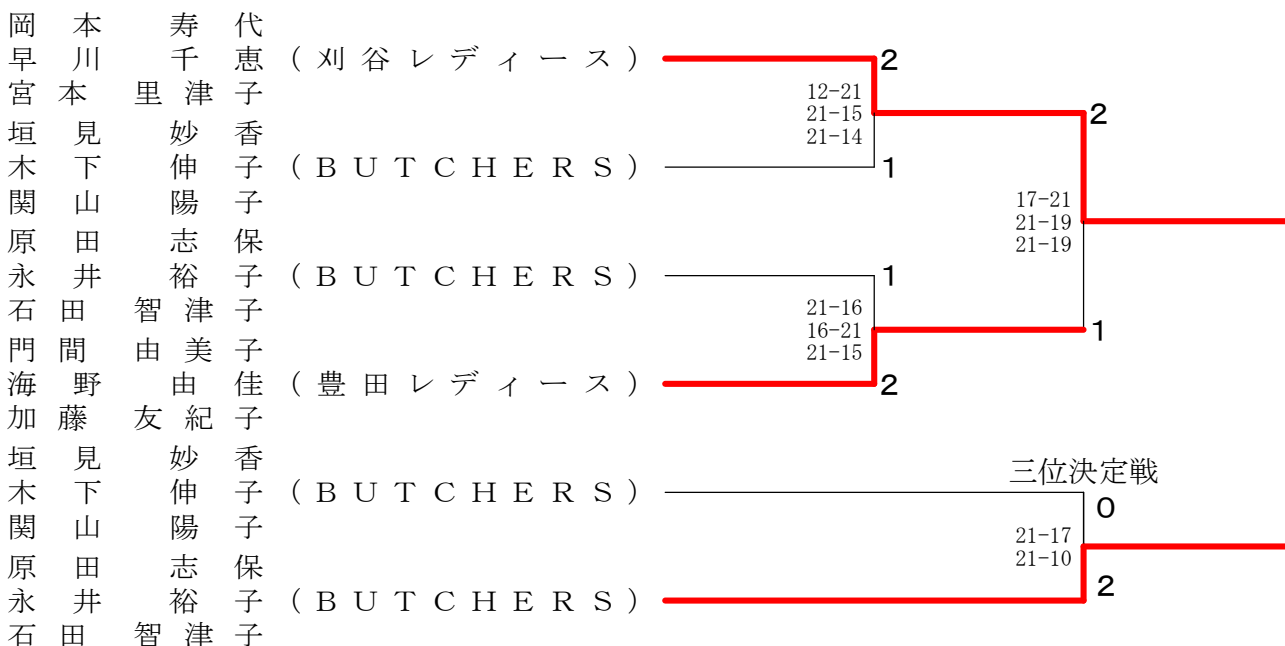 岡本 寿代
早川 千恵 (刈谷レディース) 2
宮本 里津子
12-21
21-15
21-14
2
垣見 妙香
木下 伸子 (BUTCHERS) 1
関山 陽子
17-21
21-19
21-19
原田 志保
永井 裕子 (BUTCHERS) 1
石田 智津子
21-16
16-21
21-15
1
門間 由美子
海野 由佳 (豊田レディース) 2
加藤 友紀子
三位決定戦
垣見 妙香
木下 伸子 (BUTCHERS) 0
関山 陽子
21-17
21-10
原田 志保
永井 裕子 (BUTCHERS) 2
石田 智津子